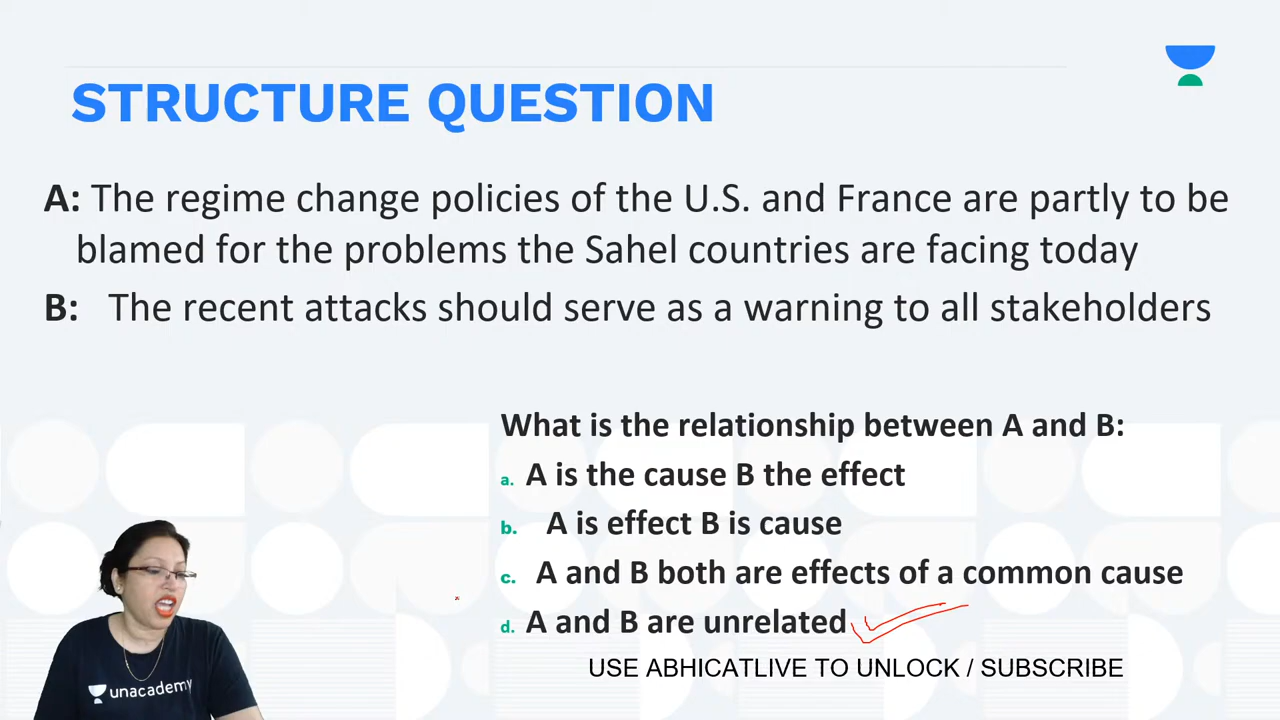 STRUCTURE QUESTION
A: The regime change policies of the U.S. and France are partly to be
blamed for the problems the Sahel countries are facing today
B: The recent attacks should serve as a warning to all stakeholders
What is the relationship between A and B:
a. A is the cause B the effect
b. A is effect B is cause
c. A and B both are effects of a common cause
d. A and B are unrelated
USE ABHICATLIVE TO UNLOCK / SUBSCRIBE
unacademy